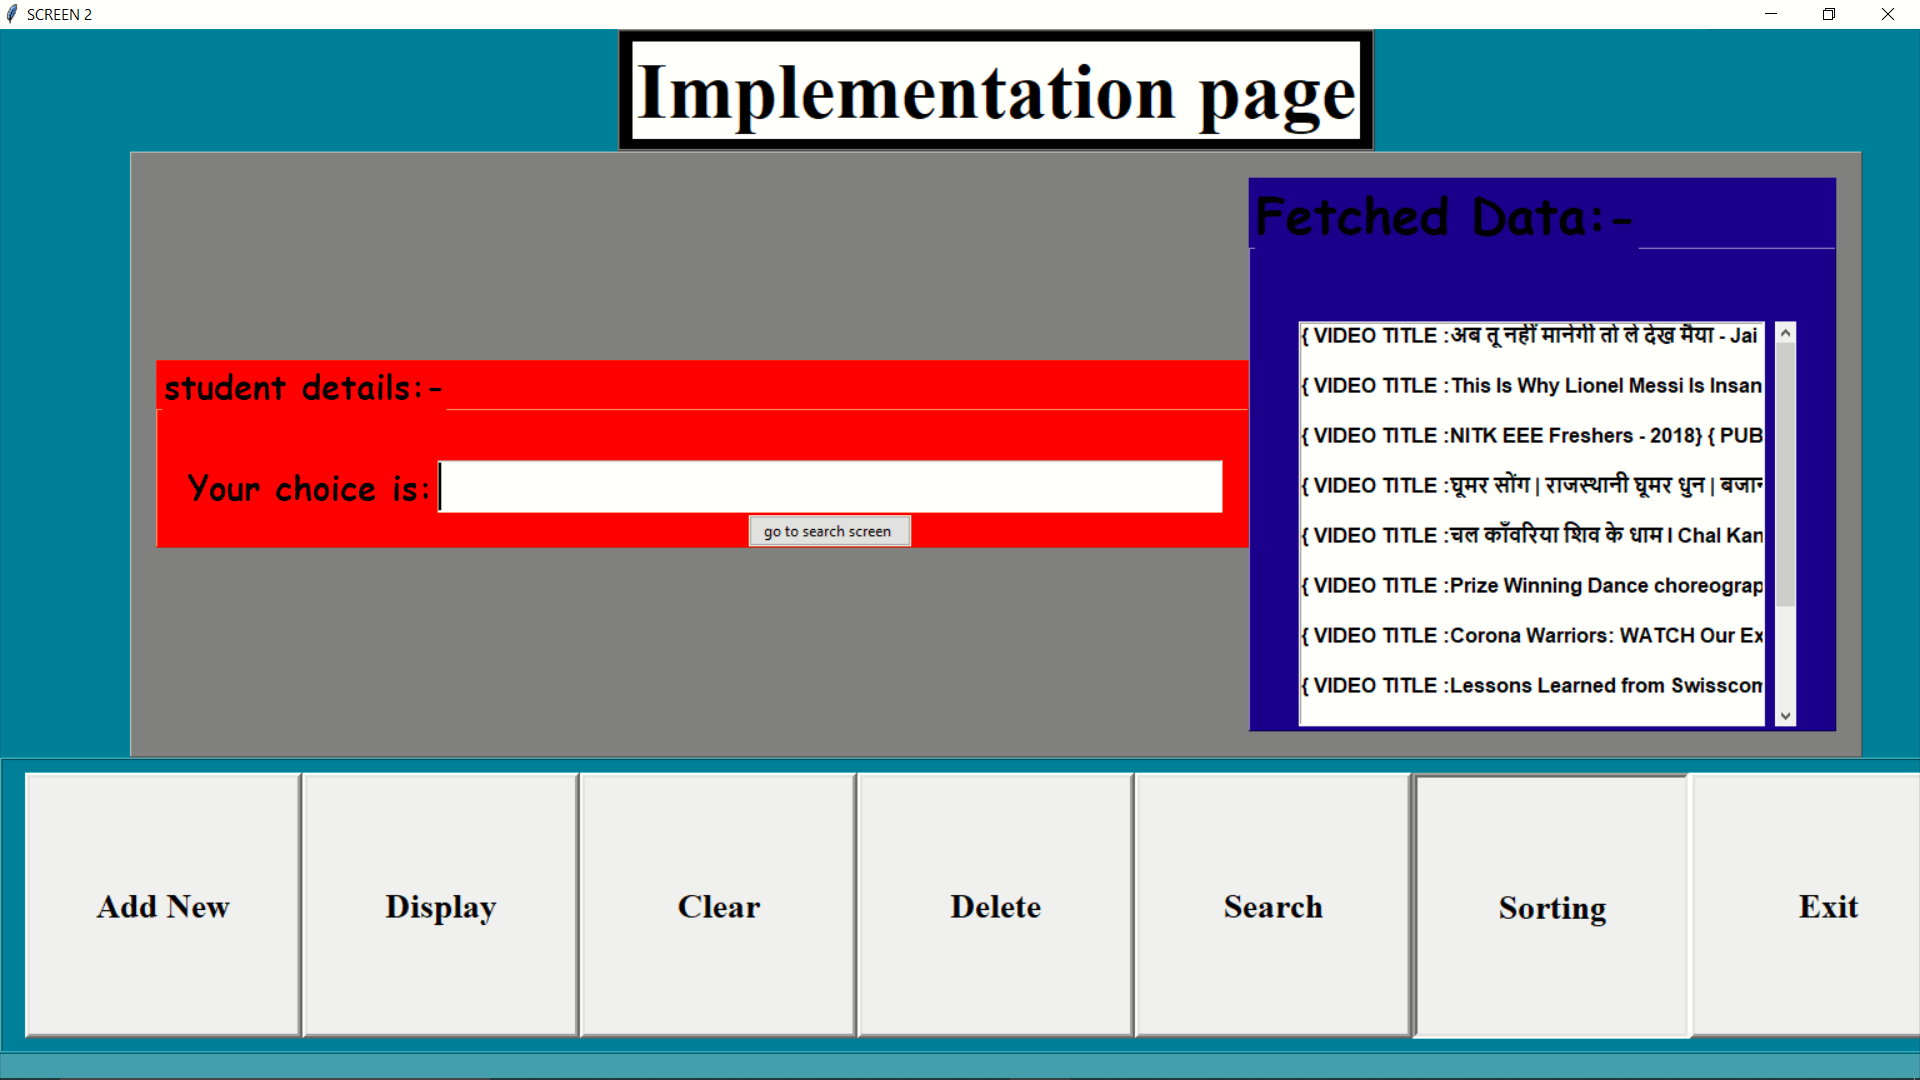 SCREEN 2
Implementation page
Fetched Data:-
{ VIDEO TITLE :अब तू नहीं मानेगी तो ले देख मैया - Jai
{ VIDEO TITLE :This Is Why Lionel Messi Is Insan
{ VIDEO TITLE :NITK EEE Freshers - 2018} { PUB
{ VIDEO TITLE :घूमर सोंग | राजस्थानी घूमर धुन | बजान
{ VIDEO TITLE :चल काँवरिया शिव के धाम I Chal Kan
{ VIDEO TITLE :Prize Winning Dance choreograp
{ VIDEO TITLE :Corona Warriors: WATCH Our Ex
{ VIDEO TITLE :Lessons Learned from Swisscom
student details:-
Your choice is:
go to search screen
Add New
Display
Clear
Delete
Search
Sorting
Exit